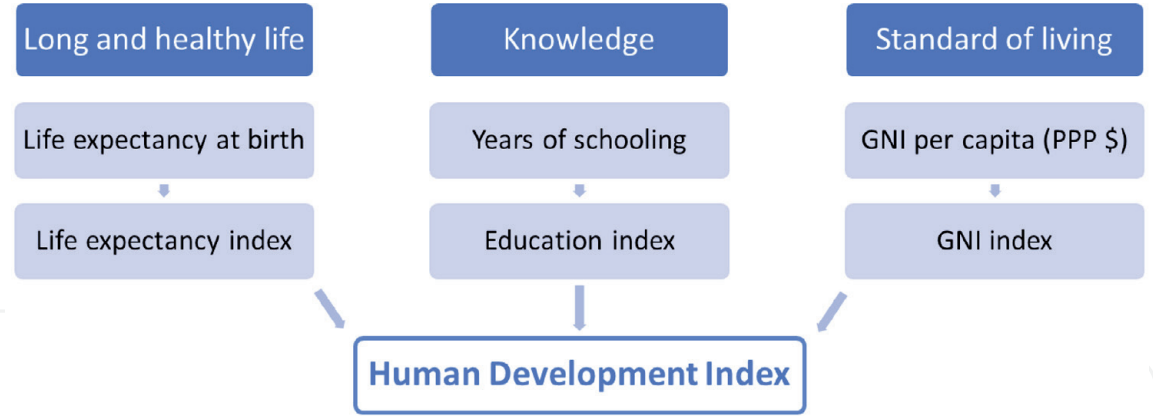 Long and healthy life
Knowledge
Standard of living
Life expectancy at birth
Years of schooling
GNI per capita (PPP $)
Life expectancy index
Education index
GNI index
Human Development Index